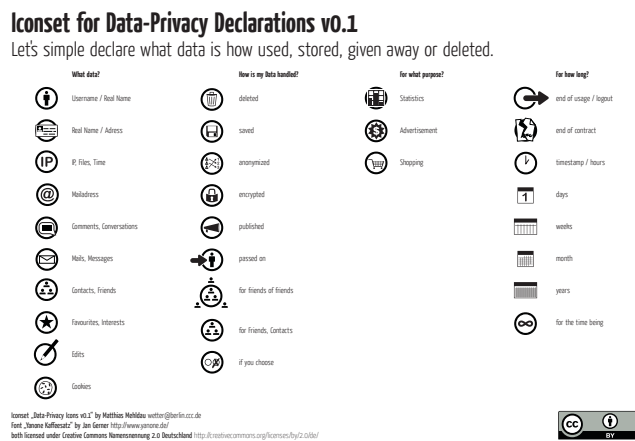 Iconset for Data-Privacy Declarations v0.1
Let's simple declare what data is how used, stored, given away or deleted.
What data?
Username / Real Name
Real Name / Adress
IP
IP, Files, Time
@
Mailadress
Comments, Conversations
Mails, Messages
Contacts, Friends
Favourites, Interests
Edits
Cookies
How is my Data handled?
deleted
saved
anonymized
encrypted
published
passed on
for friends of friends
for Friends, Contacts
if you choose
For what purpose?
Statistics
$
Advertisement
Shopping
For how long?
end of usage / logout
end of contract
timestamp / hours
1
days
weeks
month
years
for the time being
Iconset „Data-Privacy Icons v0.1" by Matthias Mehldau wetter@berlin.ccc.de
Font „Yanone Kaffeesatz" by Jan Gerner http://www.yanone.de/
both licensed under Creative Commons Namensnennung 2.0 Deutschland http://creativecommons.org/licenses/by/2.0/de/
cc
BY